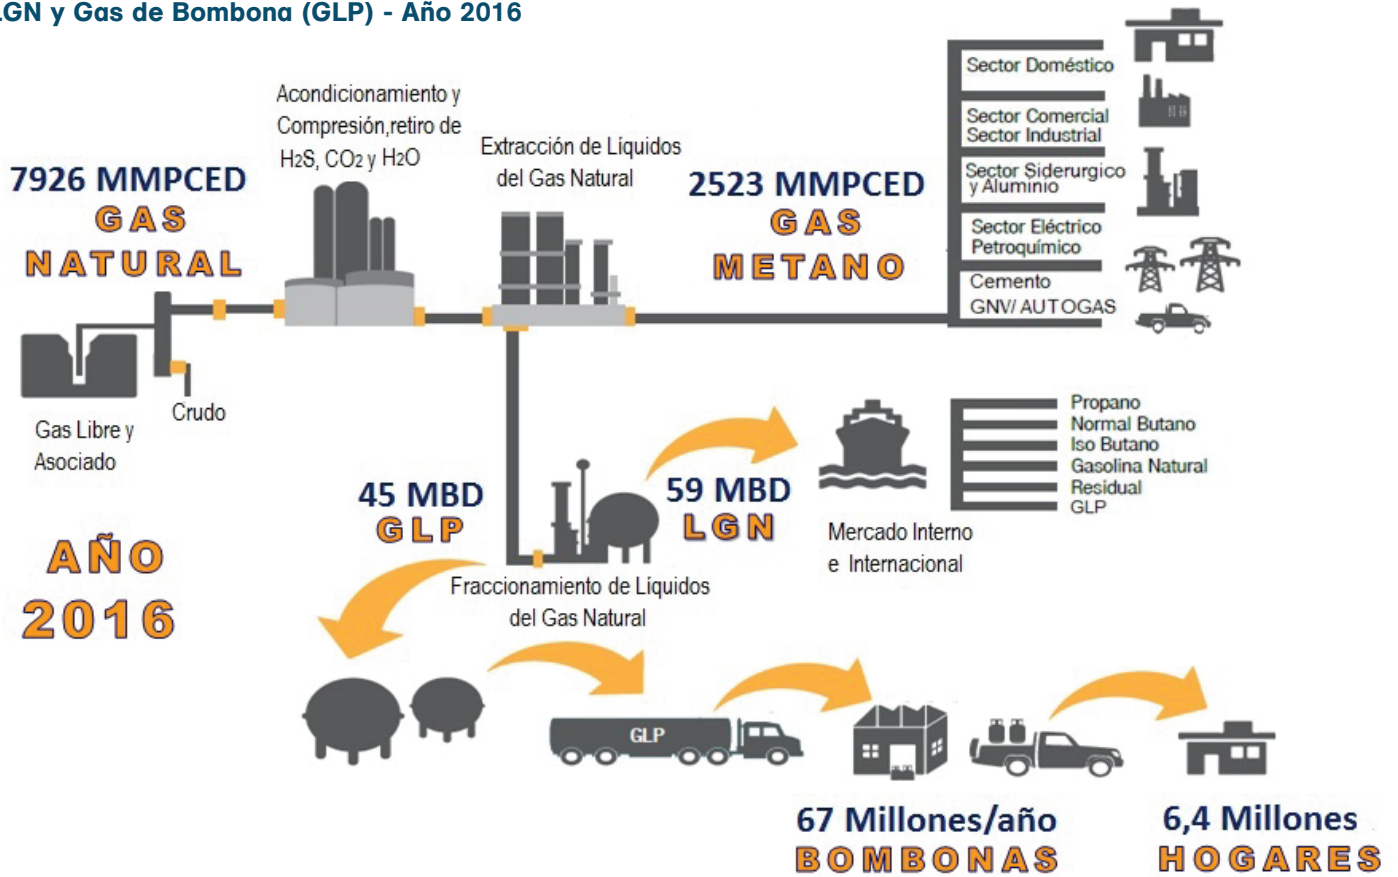 LGN y Gas de Bombona (GLP) - Año 2016
Acondicionamiento y
Compresión,retiro de
H2S, CO2 y H2O
Extracción de Líquidos
del Gas Natural
7926 MMPCED
GAS
NATURAL
2523 MMPCED
GAS
METANO
Sector Doméstico
Sector Comercial
Sector Industrial
Sector Siderurgico
y Aluminio
Sector Eléctrico
Petroquímico
Cemento
GNV/ AUTOGAS
Crudo
Gas Libre y
Asociado
45 MBD
GLP
59 MBD
LGN
Propano
Normal Butano
Iso Butano
Gasolina Natural
Residual
GLP
Mercado Interno
e Internacional
AÑO
2016
Fraccionamiento de Líquidos
del Gas Natural
GLP
67 Millones/año
BOMBONAS
6,4 Millones
HOGARES